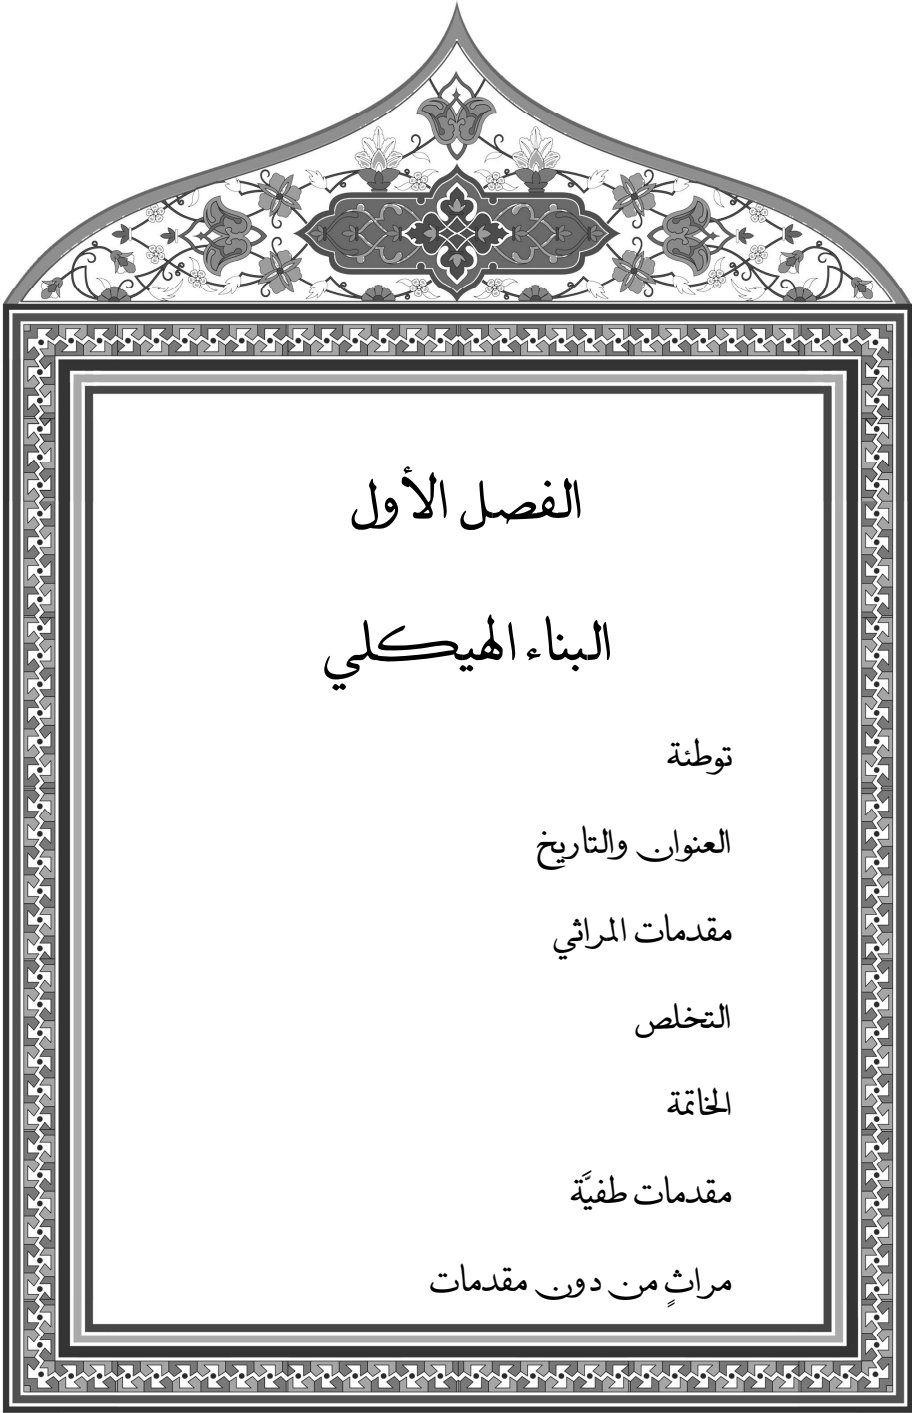 الفصل الأول
البناء الهيكلي
توطئة
العنوان والتاريخ
مقدمات المراثي
التخلص
الخاتمة
مقدمات طفيَّة
مراثٍ من دون مقدمات